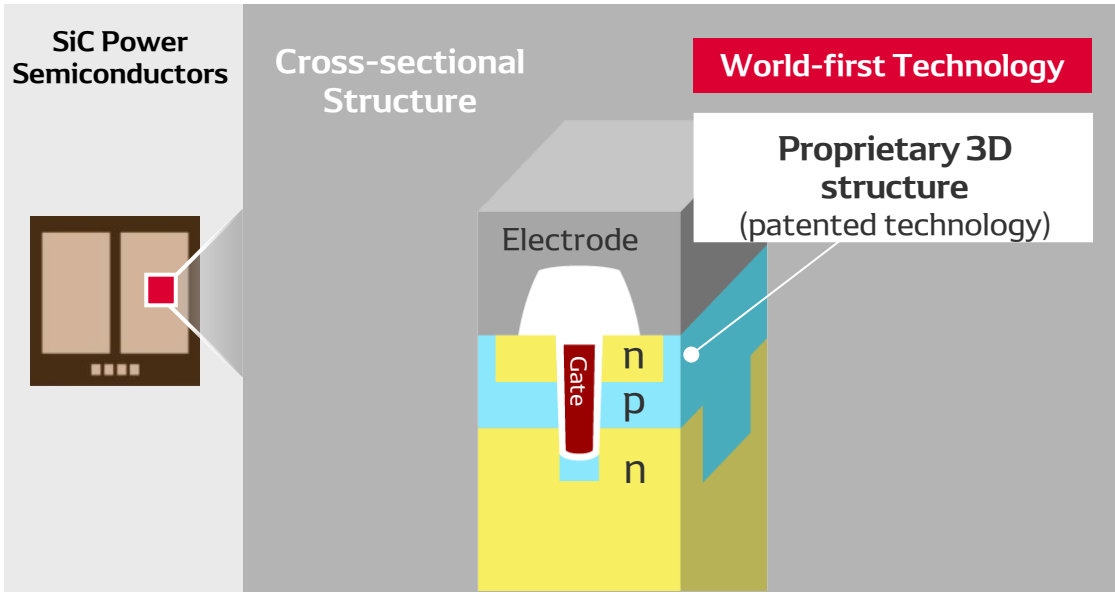 SiC Power
Semiconductors
Cross-sectional
Structure
World-first Technology
Proprietary 3D
structure
(patented technology)
Electrode
Gate
n
p
n